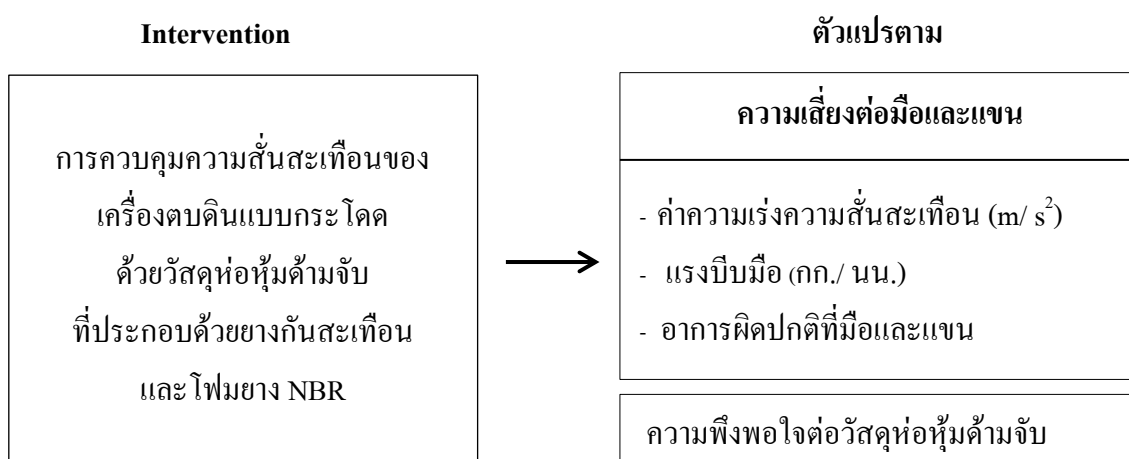 Intervention
การควบคุมความสั่นสะเทือนของ
เครื่องตบดินแบบกระโดด
ด้วยวัสดุห่อหุ้มด้ามจับ
ที่ประกอบด้วยยางกันสะเทือน
และโฟมยาง NBR
ตัวแปรตาม
ความเสี่ยงต่อมือและแขน
- ค่าความเร่งความสั่นสะเทือน (m/ s²)
- แรงบีบมือ (กก./ นน.)
- อาการผิดปกติที่มือและแขน
ความพึงพอใจต่อวัสดุห่อหุ้มด้ามจับ